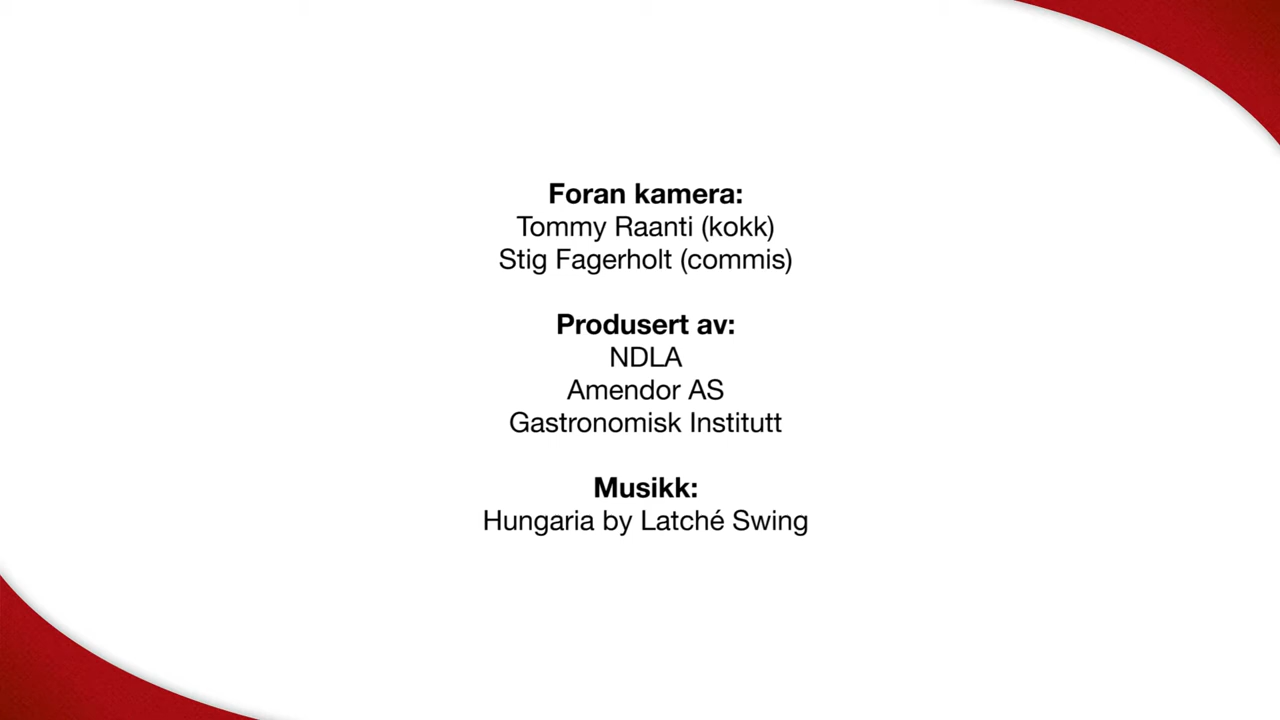 Foran kamera:
Tommy Raanti (kokk)
Stig Fagerholt (commis)
Produsert av:
NDLA
Amendor AS
Gastronomisk Institutt
Musikk:
Hungaria by Latché Swing